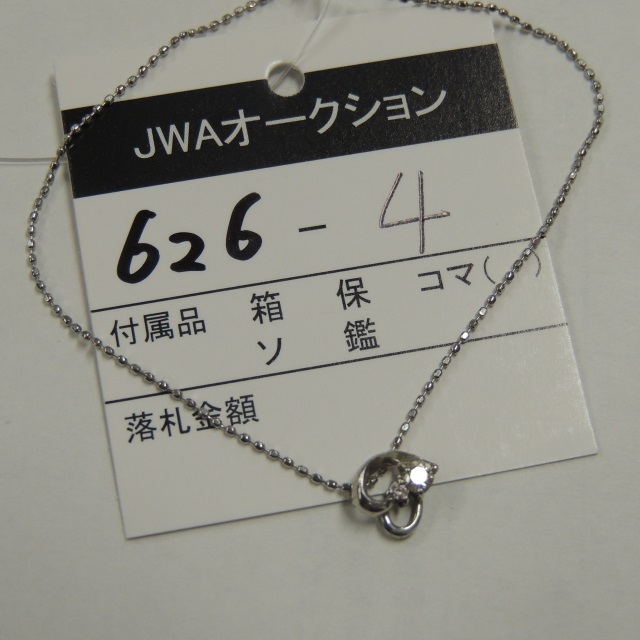 JWAオークション
626-4
付属品 箱 保 コマ( )
ソ 鑑
落札金額